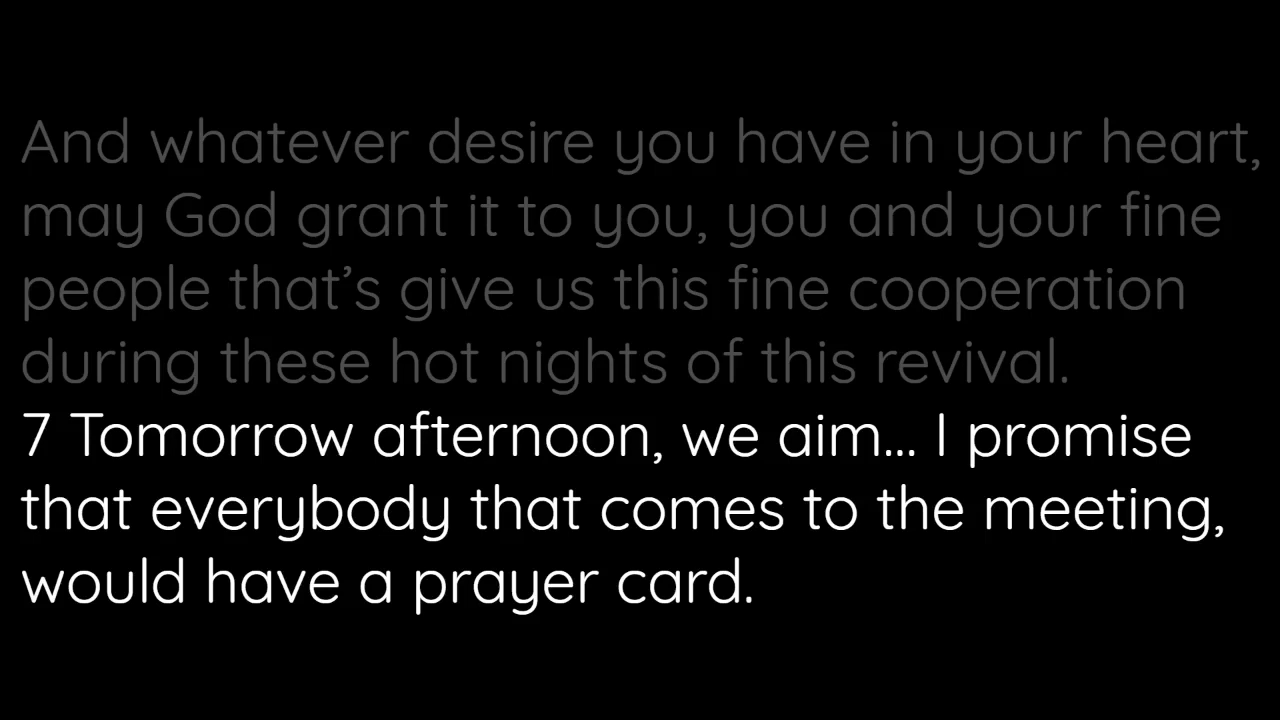 And whatever desire you have in your heart,
may God grant it to you, you and your fine
people that’s give us this fine cooperation
during these hot nights of this revival.
7 Tomorrow afternoon, we aim... I promise
that everybody that comes to the meeting,
would have a prayer card.